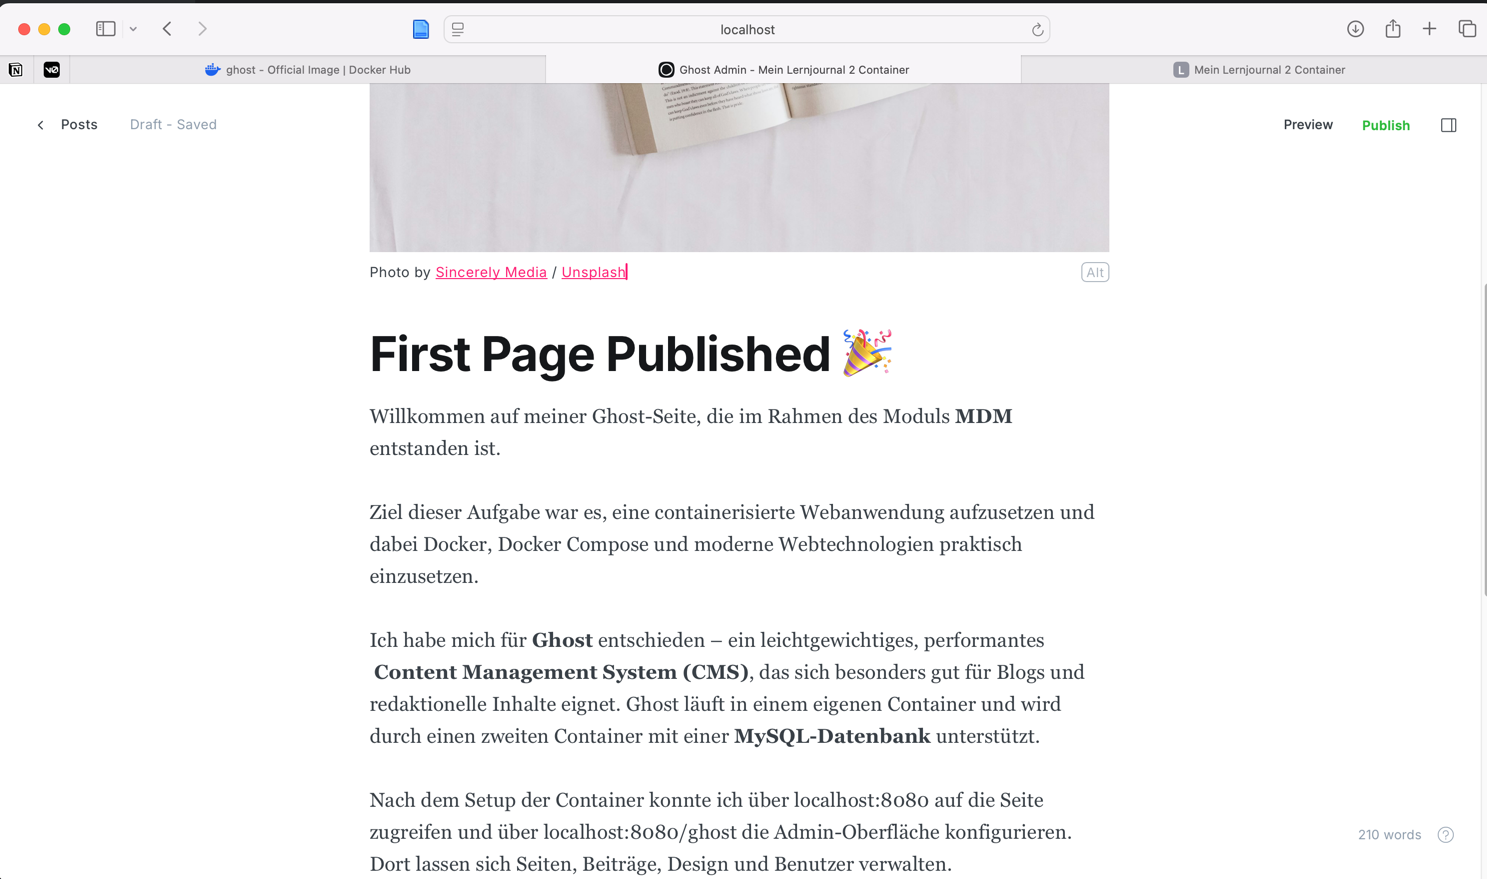 localhost
ghost - Official Image | Docker Hub
Ghost Admin - Mein Lernjournal 2 Container
L Mein Lernjournal 2 Container
Posts
Draft - Saved
Preview
Publish
Photo by Sincerely Media / Unsplash
Alt
First Page Published 🎉
Willkommen auf meiner Ghost-Seite, die im Rahmen des Moduls MDM
entstanden ist.
Ziel dieser Aufgabe war es, eine containerisierte Webanwendung aufzusetzen und
dabei Docker, Docker Compose und moderne Webtechnologien praktisch
einzusetzen.
Ich habe mich für Ghost entschieden – ein leichtgewichtiges, performantes
Content Management System (CMS), das sich besonders gut für Blogs und
redaktionelle Inhalte eignet. Ghost läuft in einem eigenen Container und wird
durch einen zweiten Container mit einer MySQL-Datenbank unterstützt.
Nach dem Setup der Container konnte ich über localhost:8080 auf die Seite
zugreifen und über localhost:8080/ghost die Admin-Oberfläche konfigurieren.
Dort lassen sich Seiten, Beiträge, Design und Benutzer verwalten.
210 words